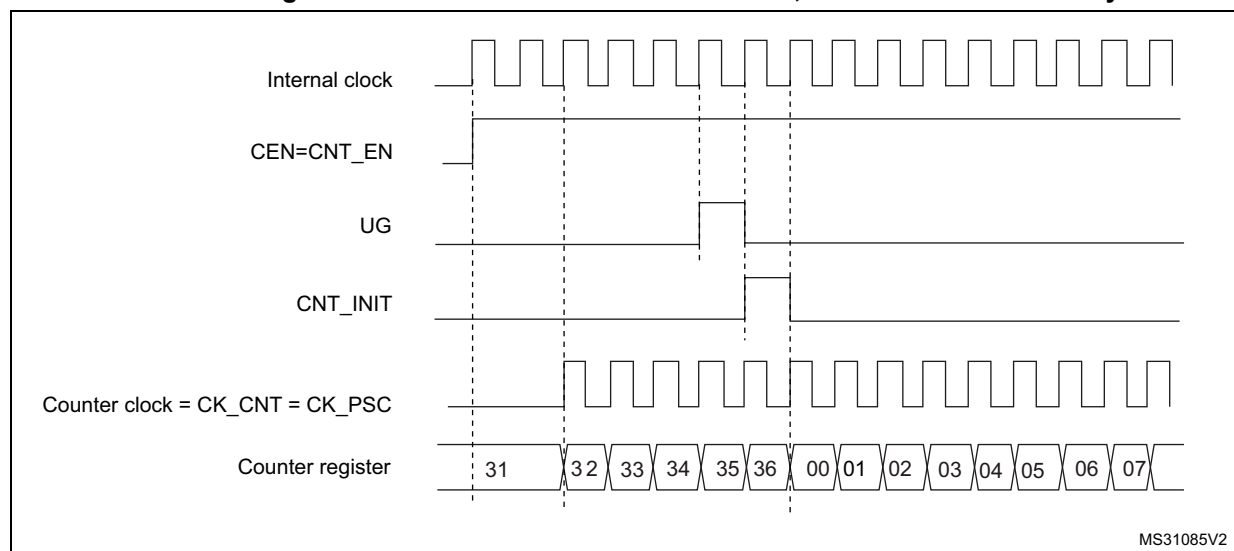 Internal clock
CEN=CNT_EN
UG
CNT_INIT
Counter clock = CK_CNT = CK_PSC
Counter register 31 32 33 34 35 36 00 01 02 03 04 05 06 07
MS31085V2